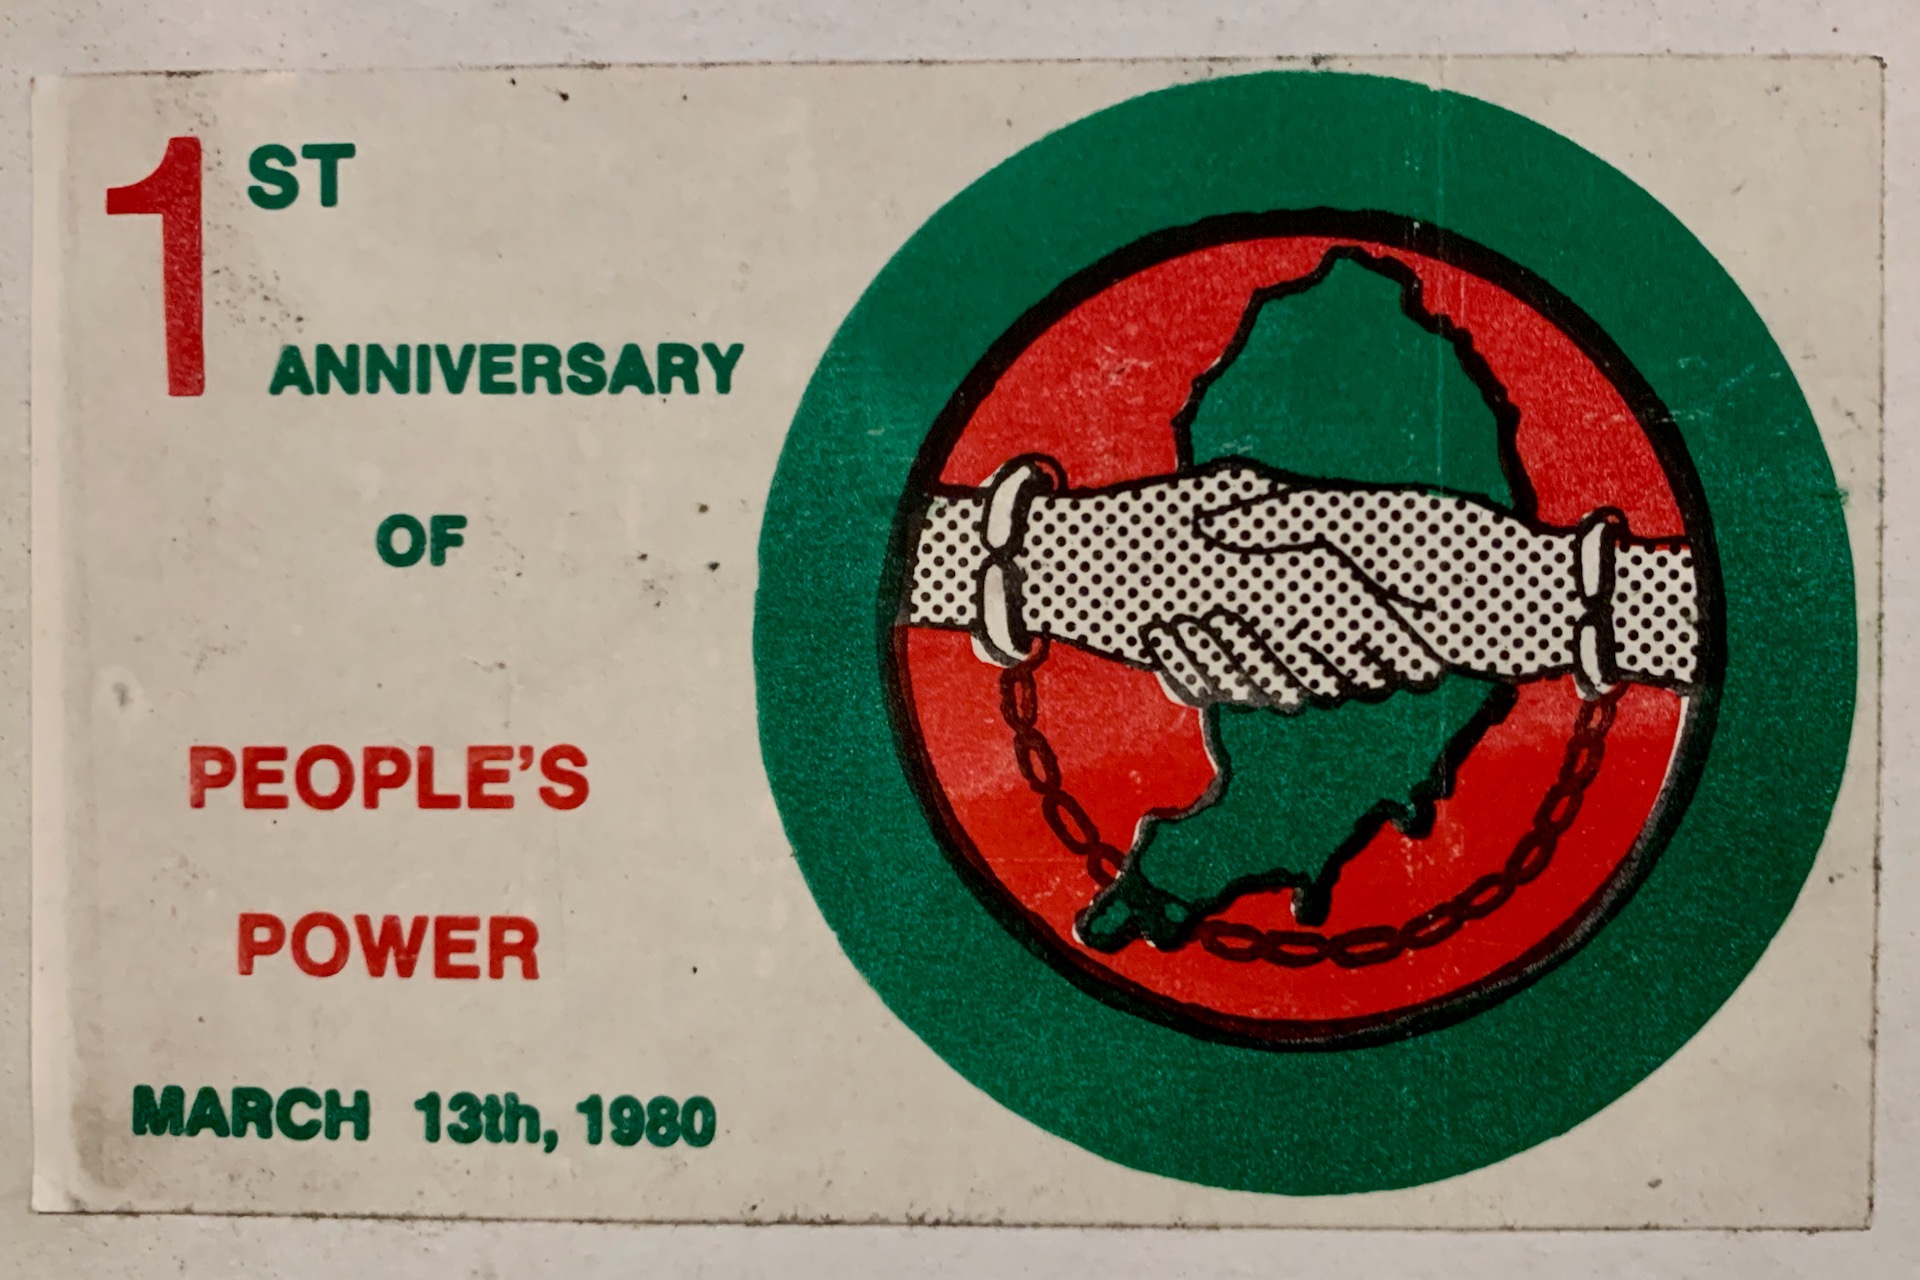 1ST
ANNIVERSARY
OF
PEOPLE'S
POWER
MARCH 13th, 1980